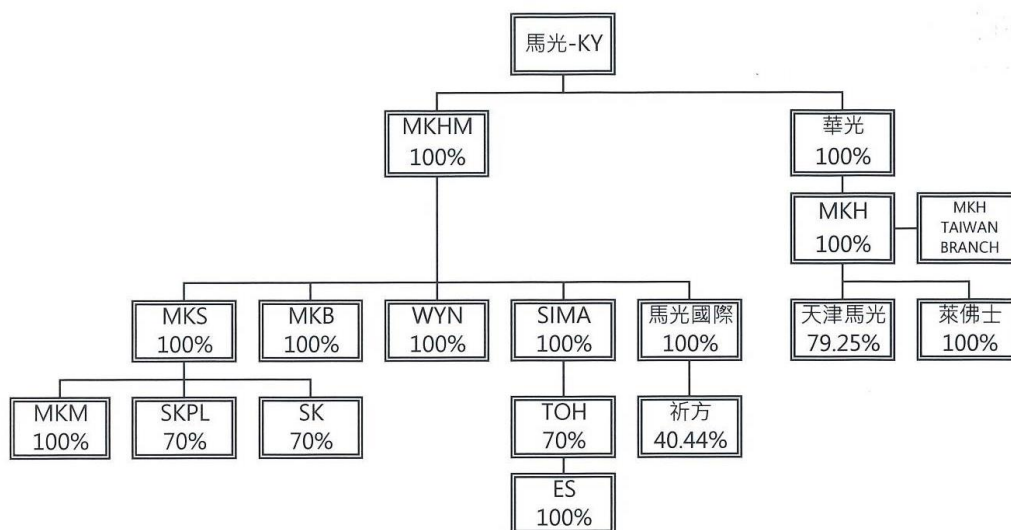 馬光-KY
MKHM
100%
華光
100%
MKH
100%
MKH
TAIWAN
BRANCH
MKS
100%
MKB
100%
WYN
100%
SIMA
100%
馬光國際
100%
天津馬光
79.25%
萊佛士
100%
MKM
100%
SKPL
70%
SK
70%
TOH
70%
祈方
40.44%
ES
100%